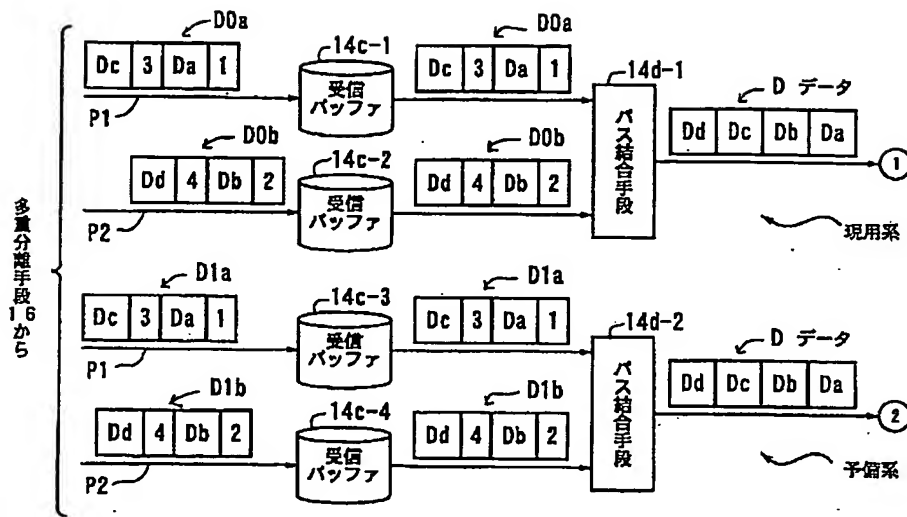 多重分離手段16から
D0a
Dc 3 Da 1
P1
14c-1
受信
バッファ
D0a
Dc 3 Da 1
D0b
Dd 4 Db 2
P2
14c-2
受信
バッファ
D0b
Dd 4 Db 2
14d-1
パス結合手段
D データ
Dd Dc Db Da
1
現用系
D1a
Dc 3 Da 1
P1
14c-3
受信
バッファ
D1a
Dc 3 Da 1
D1b
Dd 4 Db 2
P2
14c-4
受信
バッファ
D1b
Dd 4 Db 2
14d-2
パス結合手段
D データ
Dd Dc Db Da
2
予備系